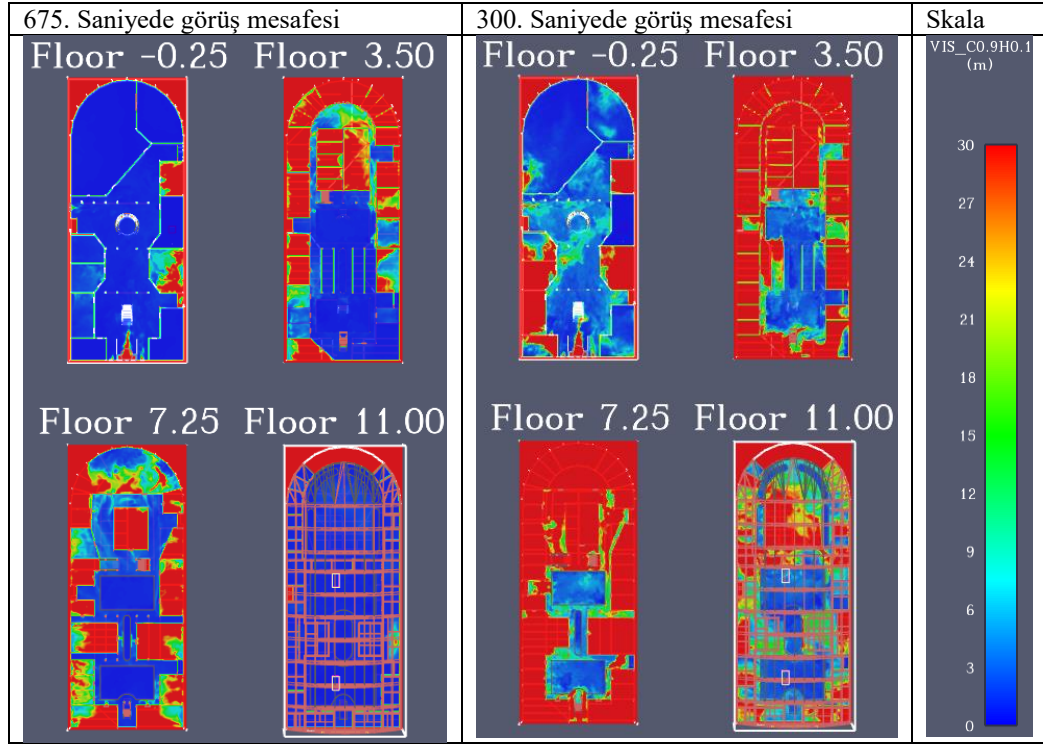 675. Saniyede görüş mesafesi
300. Saniyede görüş mesafesi
Skala
Floor -0.25 Floor 3.50
Floor 7.25 Floor 11.00
Floor -0.25 Floor 3.50
Floor 7.25 Floor 11.00
VIS_C0.9H0.1
(m)
30
27
24
21
18
15
12
9
6
3
0